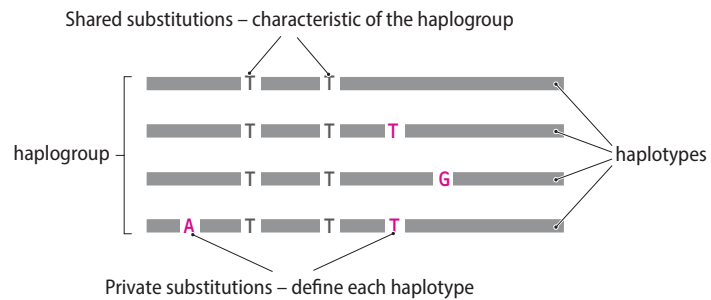 Shared substitutions – characteristic of the haplogroup
T T
T T T
haplogroup
haplotypes
T T G
A T T T
Private substitutions – define each haplotype